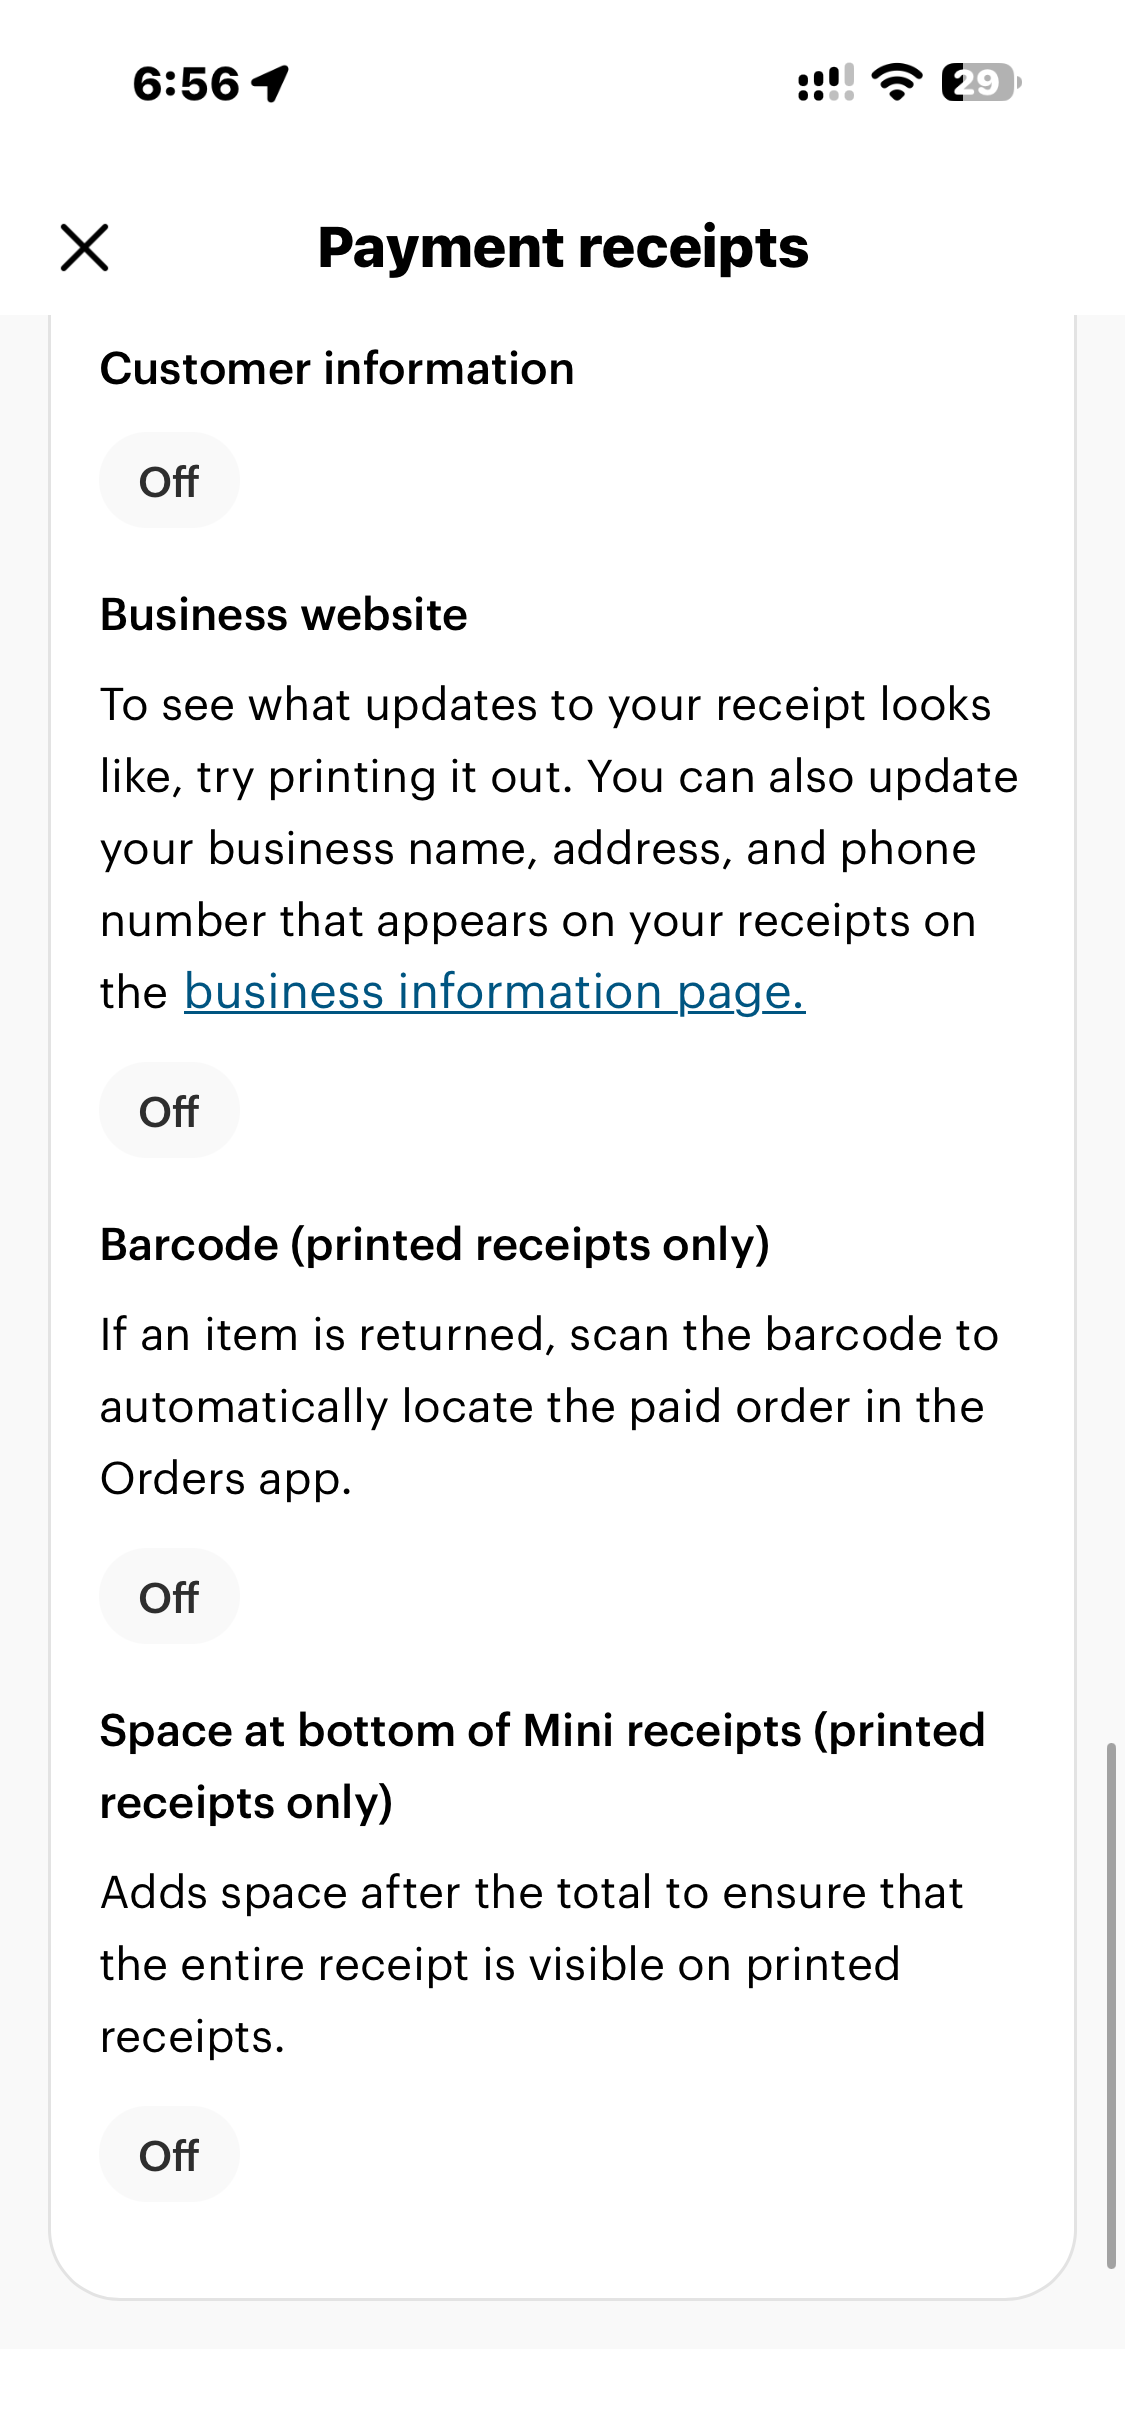 6:56
29
Payment receipts
Customer information
Off
Business website
To see what updates to your receipt looks
like, try printing it out. You can also update
your business name, address, and phone
number that appears on your receipts on
the business information page.
Off
Barcode (printed receipts only)
If an item is returned, scan the barcode to
automatically locate the paid order in the
Orders app.
Off
Space at bottom of Mini receipts (printed
receipts only)
Adds space after the total to ensure that
the entire receipt is visible on printed
receipts.
Off